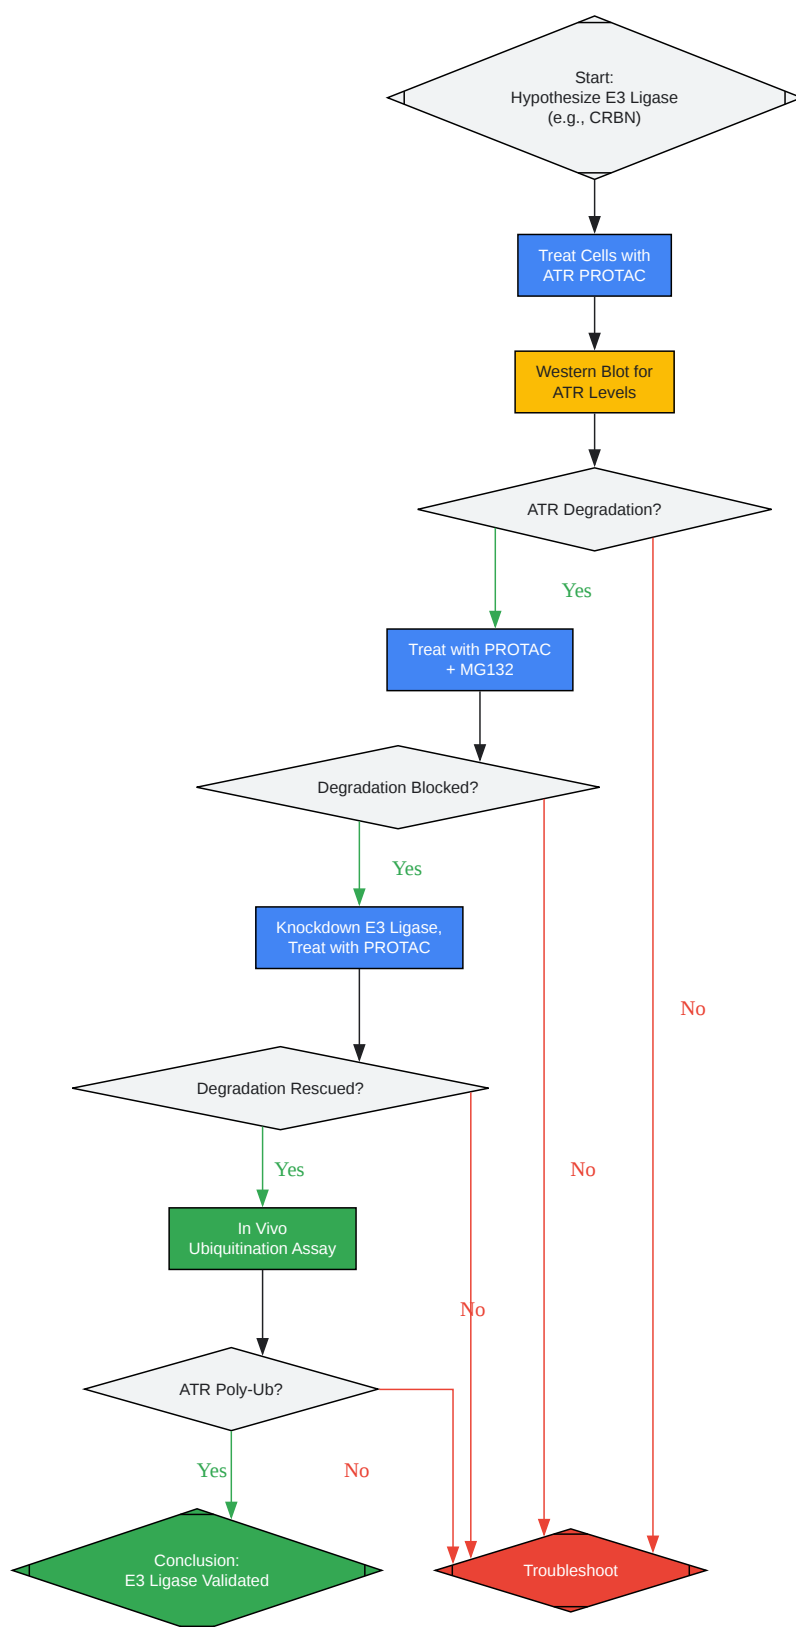 Start:
Hypothesize E3 Ligase
(e.g., CRBN)
Treat Cells with
ATR PROTAC
Western Blot for
ATR Levels
ATR Degradation?
Yes
Treat with PROTAC
+ MG132
Degradation Blocked?
Yes
Knockdown E3 Ligase,
Treat with PROTAC
No
Degradation Rescued?
Yes
No
In Vivo
Ubiquitination Assay
No
ATR Poly-Ub?
Yes
No
Conclusion:
E3 Ligase Validated
Troubleshoot